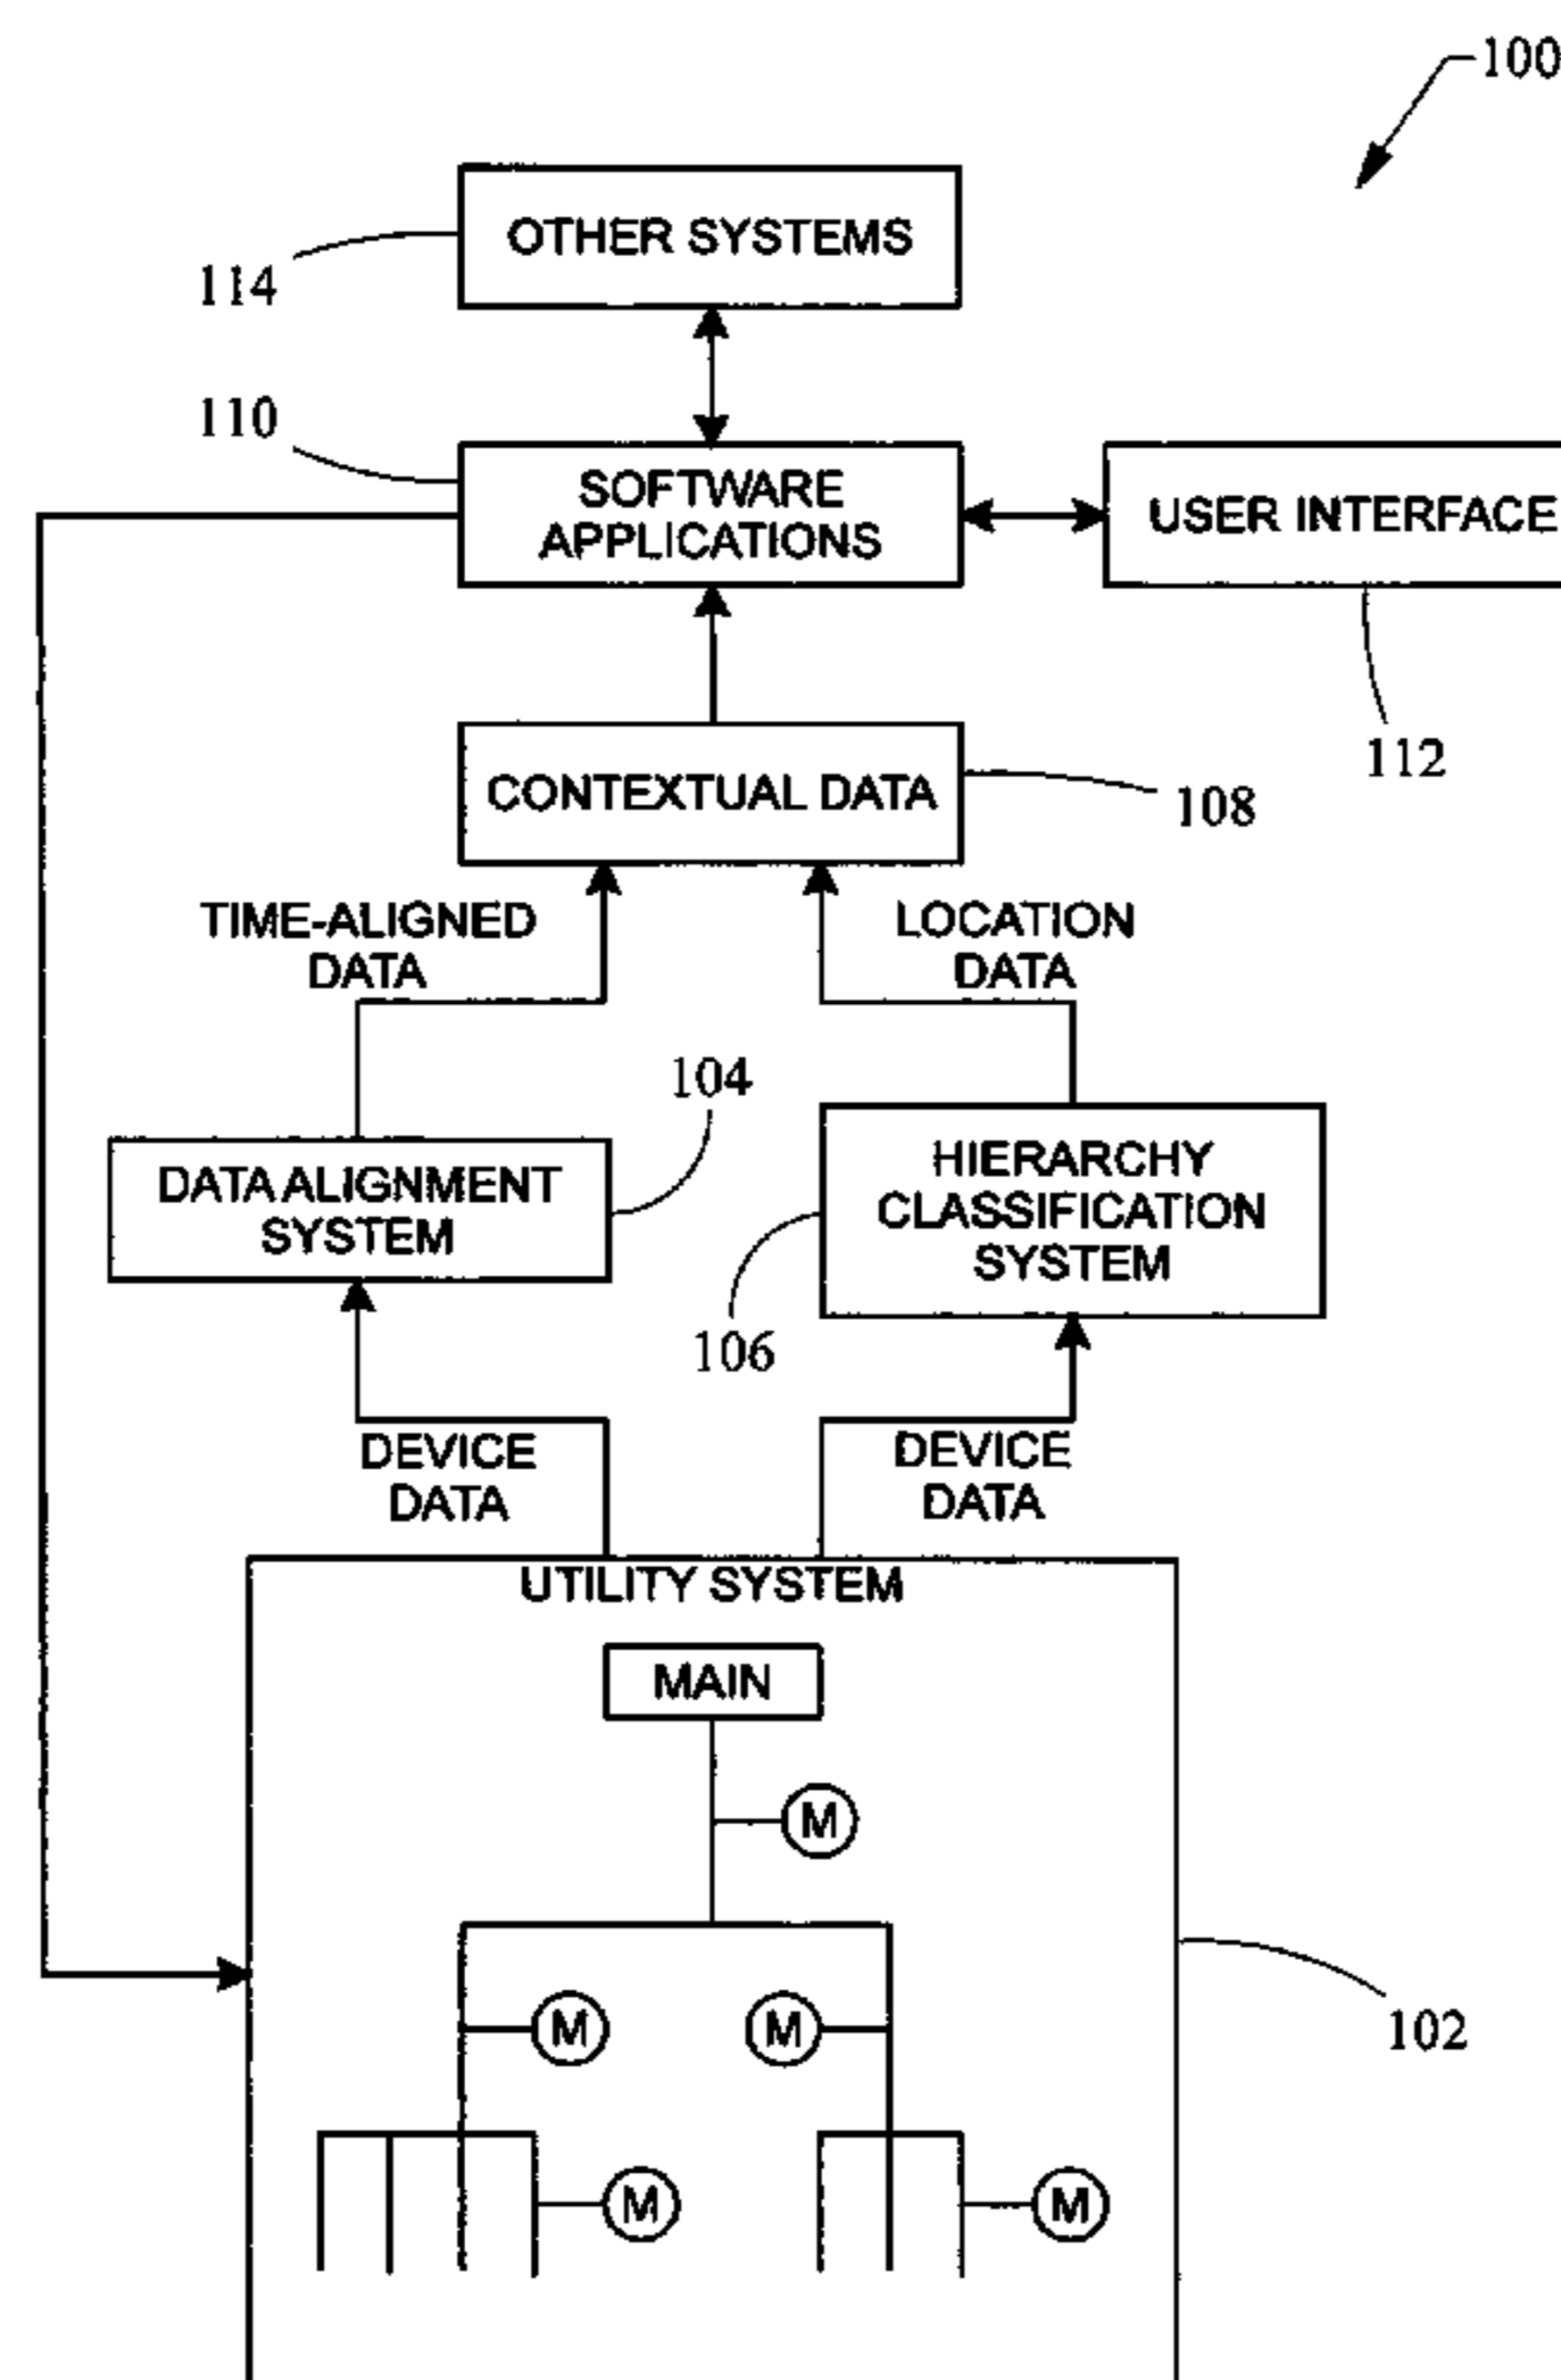 100
OTHER SYSTEMS
114
110
SOFTWARE
APPLICATIONS
USER INTERFACE
112
CONTEXTUAL DATA
108
TIME-ALIGNED
DATA
LOCATION
DATA
104
DATA ALIGNMENT
SYSTEM
HIERARCHY
CLASSIFICATION
SYSTEM
106
DEVICE
DATA
DEVICE
DATA
UTILITY SYSTEM
MAIN
M
M
M
102
M
M